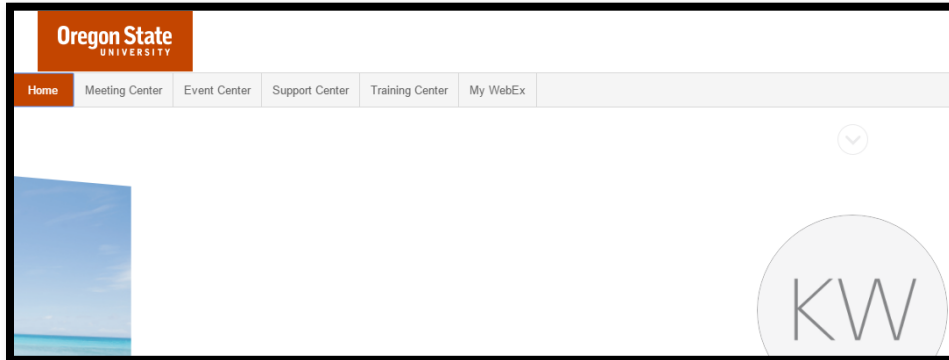 Oregon State
UNIVERSITY
Home Meeting Center Event Center Support Center Training Center My WebEx
KW